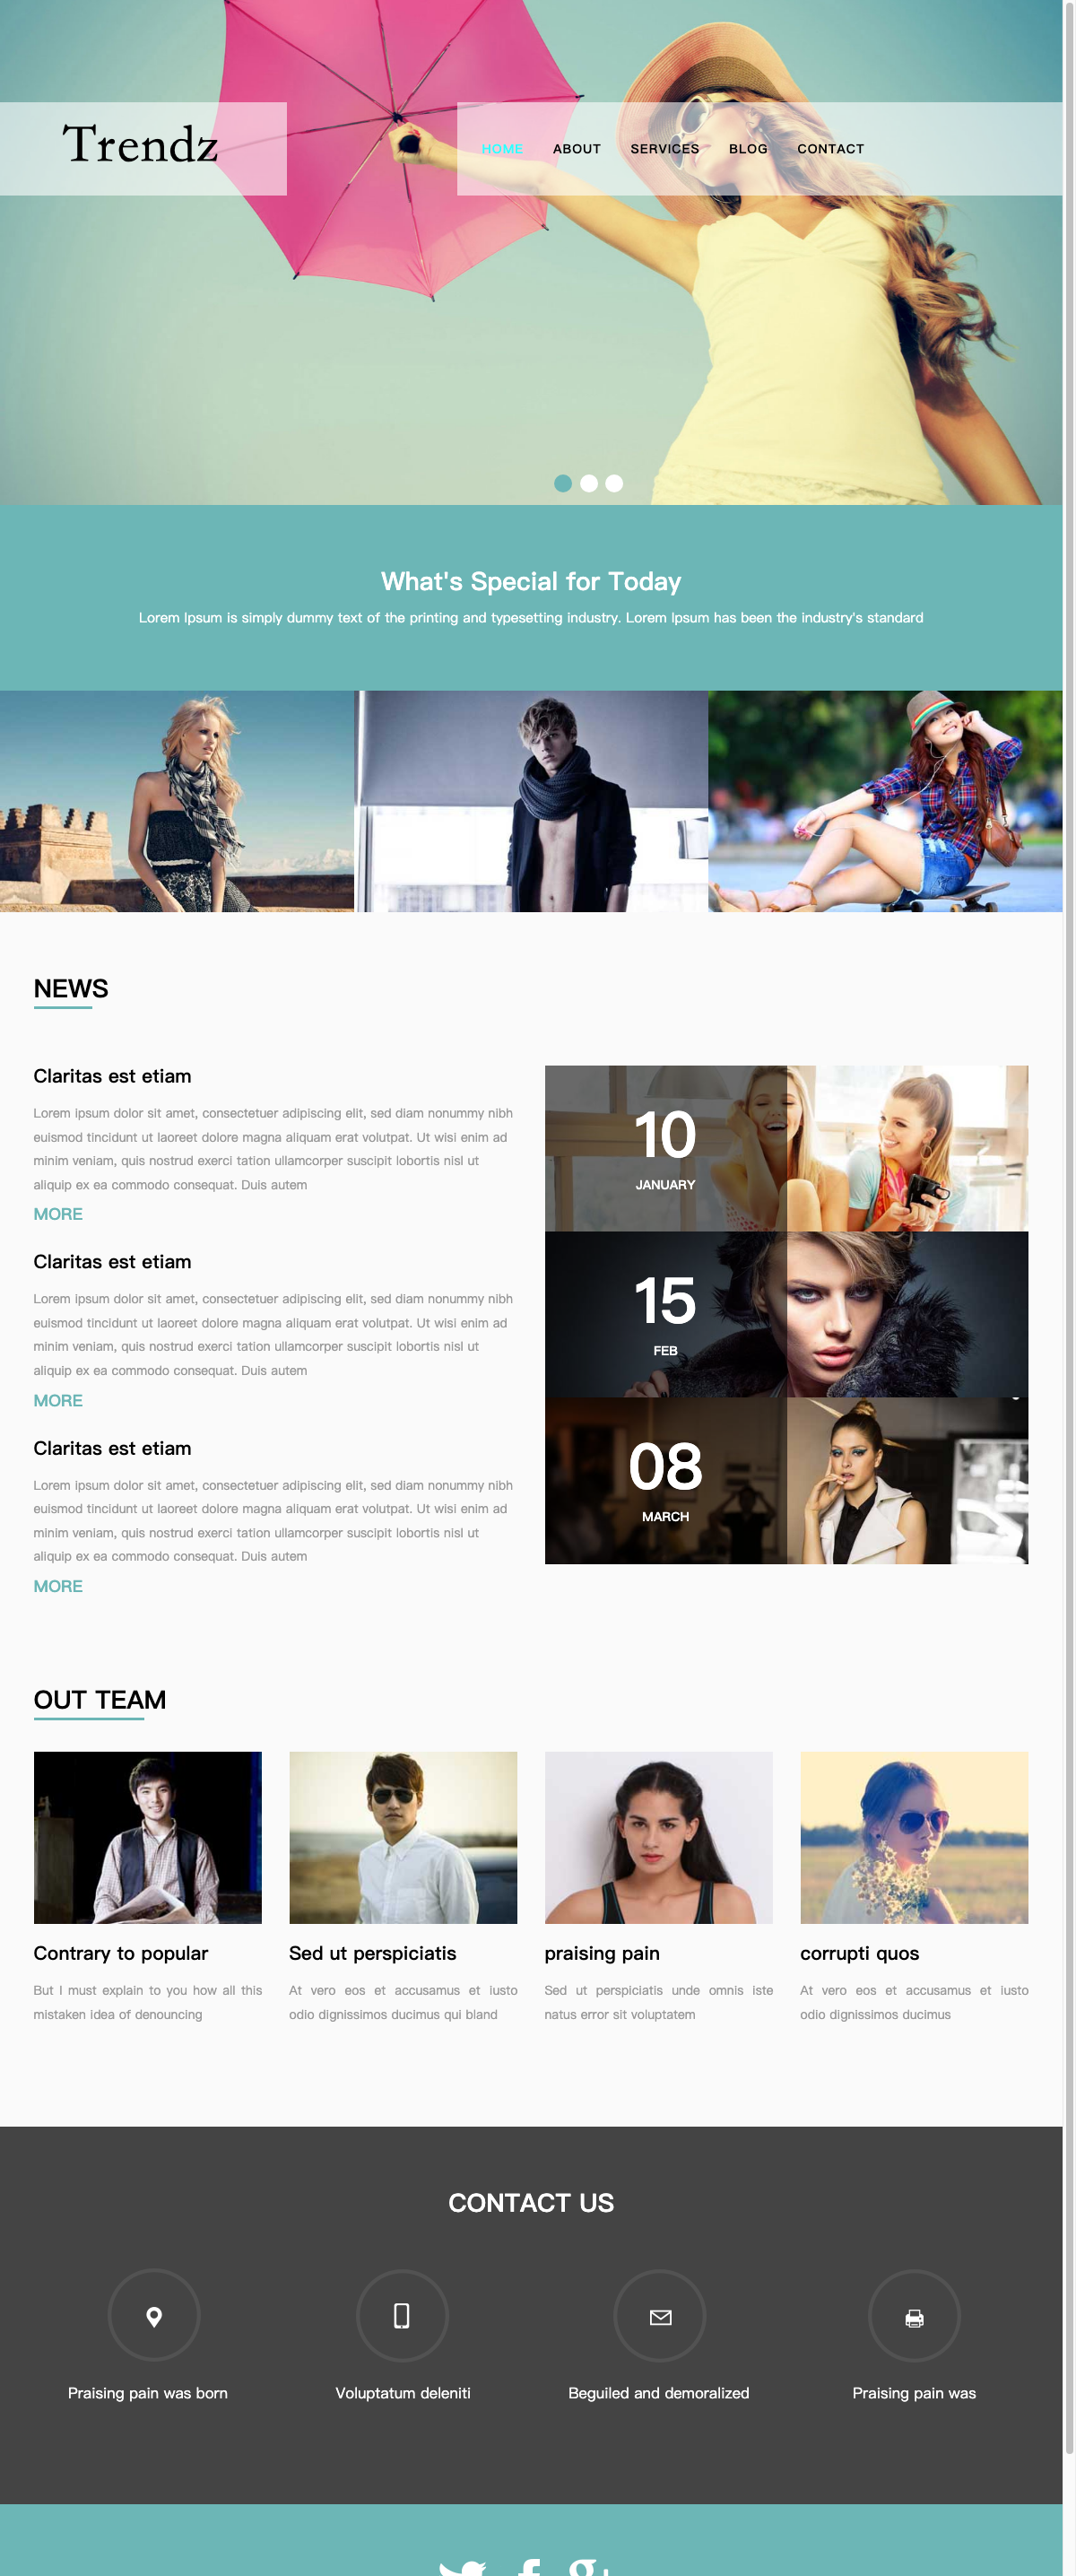 Trendz
HOME ABOUT SERVICES BLOG CONTACT
What's Special for Today
Lorem Ipsum is simply dummy text of the printing and typesetting industry. Lorem Ipsum has been the industry's standard
NEWS
Claritas est etiam
Lorem ipsum dolor sit amet, consectetuer adipiscing elit, sed diam nonummy nibh
euismod tincidunt ut laoreet dolore magna aliquam erat volutpat. Ut wisi enim ad
minim veniam, quis nostrud exerci tation ullamcorper suscipit lobortis nisl ut
aliquip ex ea commodo consequat. Duis autem
MORE
Claritas est etiam
Lorem ipsum dolor sit amet, consectetuer adipiscing elit, sed diam nonummy nibh
euismod tincidunt ut laoreet dolore magna aliquam erat volutpat. Ut wisi enim ad
minim veniam, quis nostrud exerci tation ullamcorper suscipit lobortis nisl ut
aliquip ex ea commodo consequat. Duis autem
MORE
Claritas est etiam
Lorem ipsum dolor sit amet, consectetuer adipiscing elit, sed diam nonummy nibh
euismod tincidunt ut laoreet dolore magna aliquam erat volutpat. Ut wisi enim ad
minim veniam, quis nostrud exerci tation ullamcorper suscipit lobortis nisl ut
aliquip ex ea commodo consequat. Duis autem
MORE
10
JANUARY
15
FEB
08
MARCH
OUT TEAM
Contrary to popular
But I must explain to you how all this
mistaken idea of denouncing
Sed ut perspiciatis
At vero eos et accusamus et iusto
odio dignissimos ducimus qui bland
praising pain
Sed ut perspiciatis unde omnis iste
natus error sit voluptatem
corrupti quos
At vero eos et accusamus et iusto
odio dignissimos ducimus
CONTACT US
Praising pain was born
Voluptatum deleniti
Beguiled and demoralized
Praising pain was